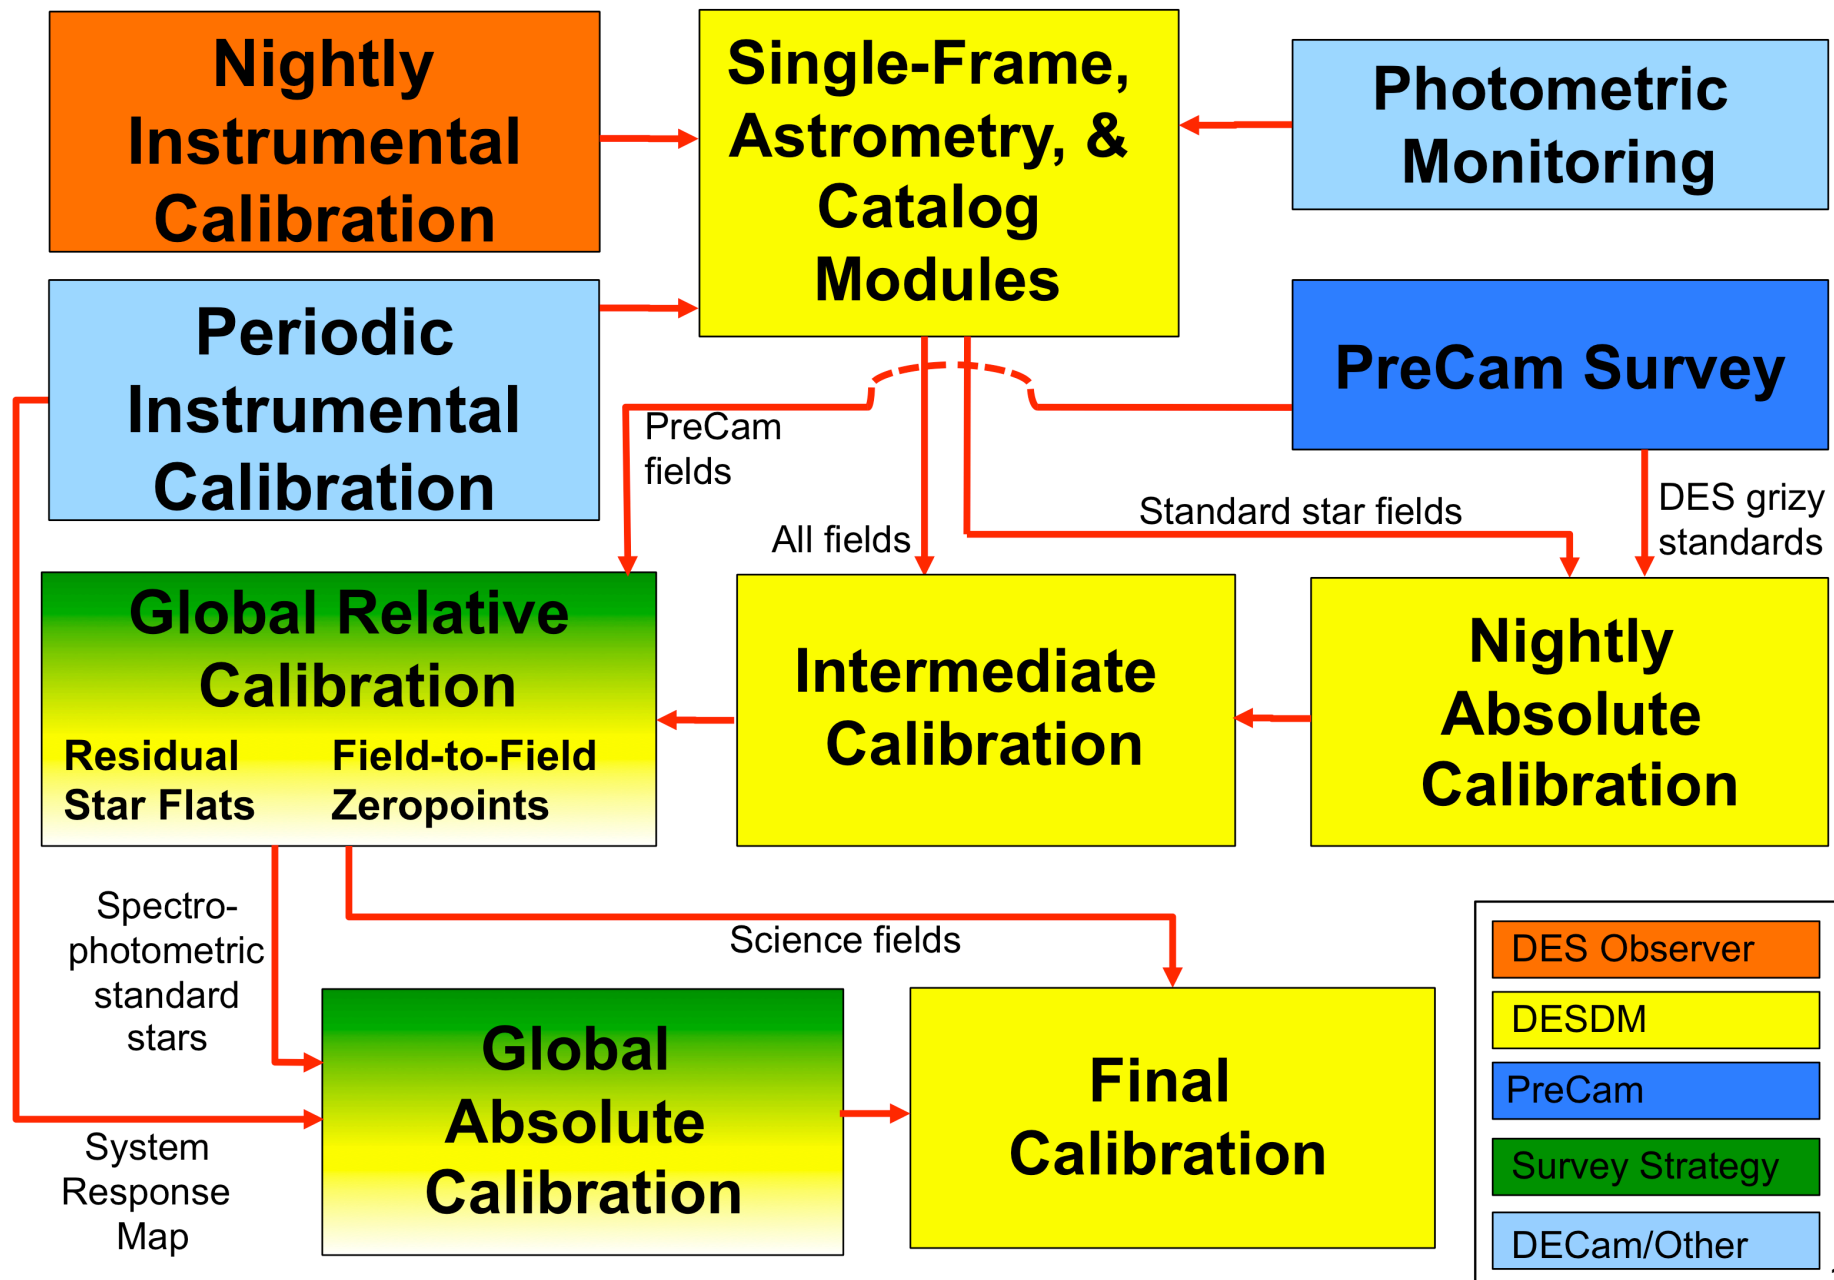 Nightly
Instrumental
Calibration
Single-Frame,
Astrometry, &
Catalog
Modules
Photometric
Monitoring
Periodic
Instrumental
Calibration
PreCam Survey
PreCam
fields
All fields
Standard star fields
DES grizy
standards
Global Relative
Calibration
Residual
Star Flats
Field-to-Field
Zeropoints
Intermediate
Calibration
Nightly
Absolute
Calibration
Spectro-
photometric
standard
stars
Science fields
System
Response
Map
Global
Absolute
Calibration
Final
Calibration
DES Observer
DESDM
PreCam
Survey Strategy
DECam/Other